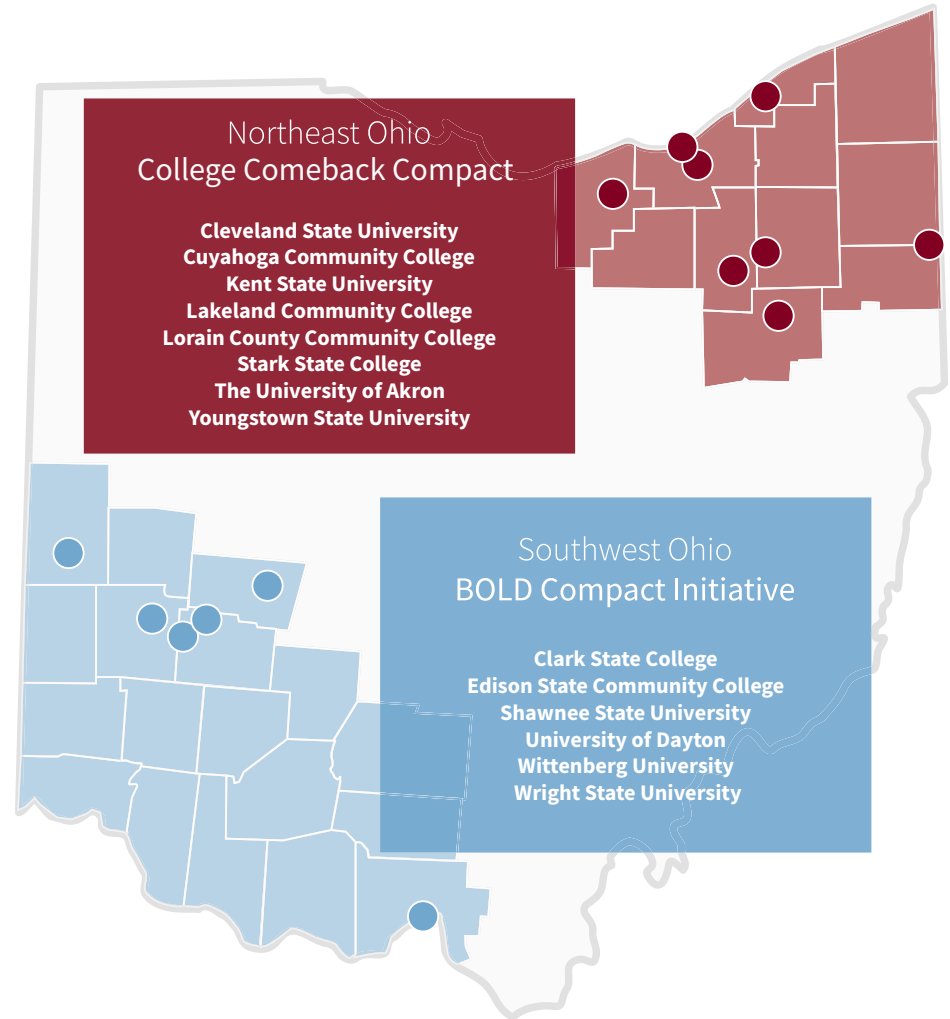 Northeast Ohio
College Comeback Compact
Cleveland State University
Cuyahoga Community College
Kent State University
Lakeland Community College
Lorain County Community College
Stark State College
The University of Akron
Youngstown State University
Southwest Ohio
BOLD Compact Initiative
Clark State College
Edison State Community College
Shawnee State University
University of Dayton
Wittenberg University
Wright State University